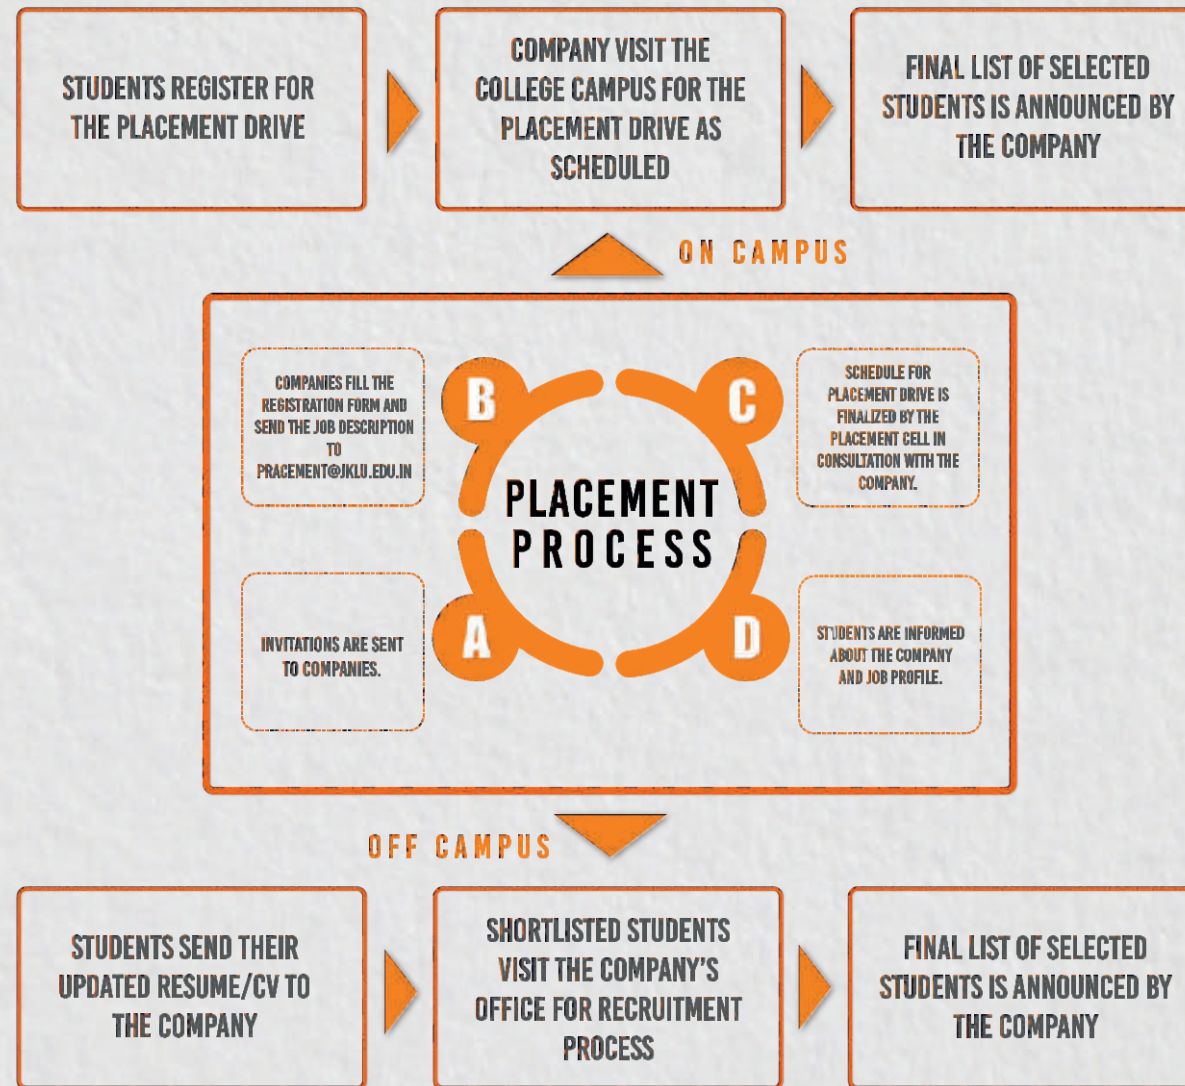 STUDENTS REGISTER FOR
THE PLACEMENT DRIVE
COMPANY VISIT THE
COLLEGE CAMPUS FOR THE
PLACEMENT DRIVE AS
SCHEDULED
FINAL LIST OF SELECTED
STUDENTS IS ANNOUNCED BY
THE COMPANY
ON CAMPUS
COMPANIES FILL THE
REGISTRATION FORM AND
SEND THE JOB DESCRIPTION
TO
PRACEMENT@JKLU.EDU.IN
B
C
SCHEDULE FOR
PLACEMENT DRIVE IS
FINALIZED BY THE
PLACEMENT CELL IN
CONSULTATION WITH THE
COMPANY.
PLACEMENT
PROCESS
INVITATIONS ARE SENT
TO COMPANIES.
A
D
STUDENTS ARE INFORMED
ABOUT THE COMPANY
AND JOB PROFILE.
OFF CAMPUS
STUDENTS SEND THEIR
UPDATED RESUME/CV TO
THE COMPANY
SHORTLISTED STUDENTS
VISIT THE COMPANY'S
OFFICE FOR RECRUITMENT
PROCESS
FINAL LIST OF SELECTED
STUDENTS IS ANNOUNCED BY
THE COMPANY